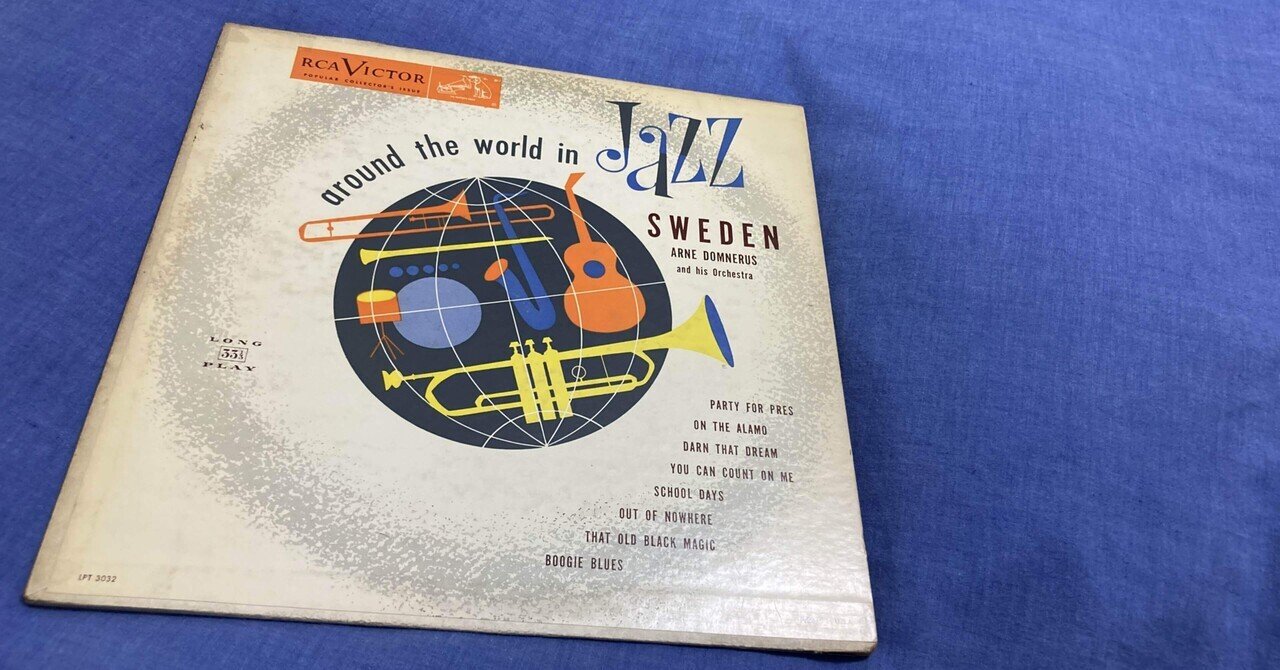 RCA VICTOR
POPULAR COLLECTOR'S ISSUE
around the world in Jazz
SWEDEN
ARNE DOMNERUS
and his Orchestra
LONG
33 1/3
PLAY
PARTY FOR PRES
ON THE ALAMO
DARN THAT DREAM
YOU CAN COUNT ON ME
SCHOOL DAYS
OUT OF NOWHERE
THAT OLD BLACK MAGIC
BOOGIE BLUES
LPT 3032